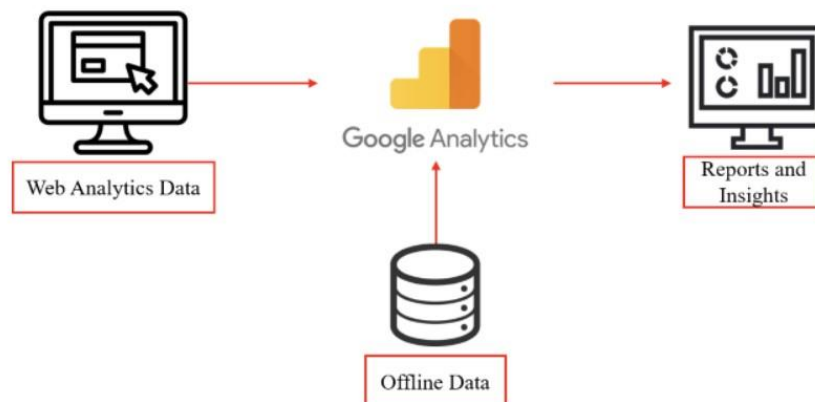 Google Analytics
Web Analytics Data
Reports and
Insights
Offline Data